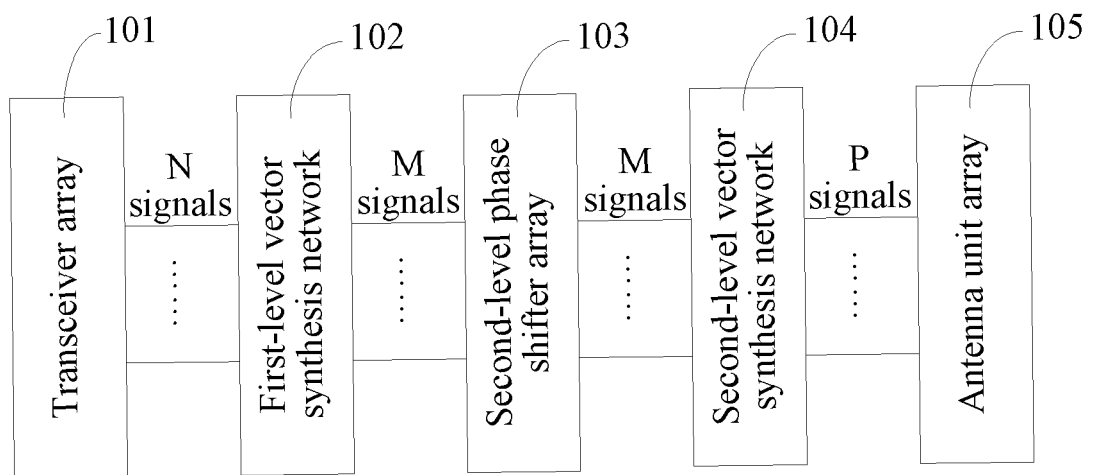 101
102
103
104
105
Transceiver array
N
signals
First-level vector
synthesis network
M
signals
Second-level phase
shifter array
M
signals
Second-level vector
synthesis network
P
signals
Antenna unit array